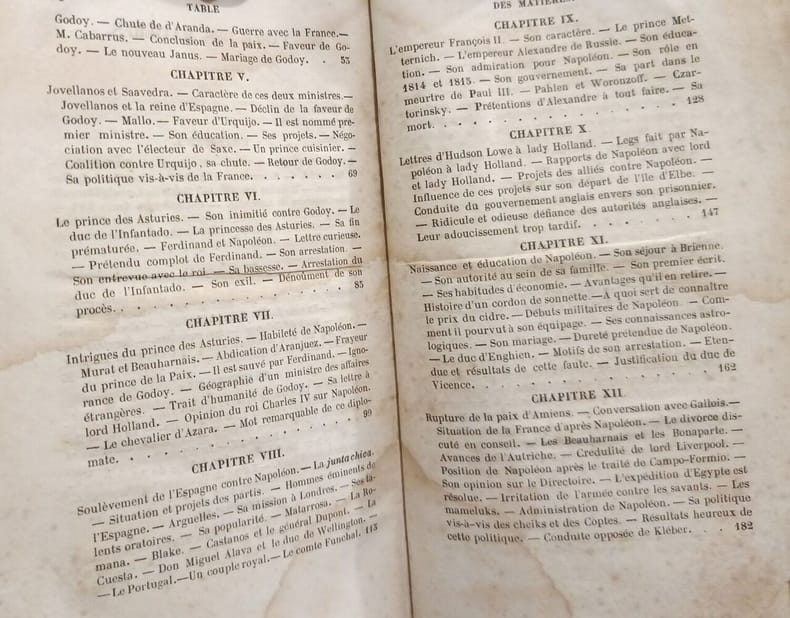 TABLE
Godoy. — Chute de d'Aranda. — Guerre avec la France.—
M. Cabarrus. — Conclusion de la paix. — Faveur de Go-
doy. — Le nouveau Janus. — Mariage de Godoy. . 53
CHAPITRE V.
Jovellanos et Saavedra. — Caractère de ces deux ministres.—
Jovellanos et la reine d'Espagne. — Déclin de la faveur de
Godoy. — Mallo. — Faveur d'Urquijo. — Il est nommé pre-
mier ministre. — Son éducation. — Ses projets. — Négo-
ciation avec l'électeur de Saxe. — Un prince cuisinier. —
Coalition contre Urquijo, sa chute. — Retour de Godoy.—
Sa politique vis-à-vis de la France. . . . . . . 69
CHAPITRE VI.
Le prince des Asturies. — Son inimitié contre Godoy. — Le
duc de l'Infantado. — La princesse des Asturies. — Sa fin
prématurée. — Ferdinand et Napoléon. — Lettre curieuse.
— Prétendu complot de Ferdinand. — Son arrestation. —
Son entrevue avec le roi. — Sa bassesse. — Arrestation du
duc de l'Infantado. — Son exil. — Dénoûment de son
procès. . . . . . . . . . . . . . . 85
CHAPITRE VII.
Intrigues du prince des Asturies. — Habileté de Napoléon. —
Murat et Beauharnais. — Abdication d'Aranjuez. — Frayeur
du prince de la Paix. — Il est sauvé par Ferdinand. — Igno-
rance de Godoy. — Géographie d'un ministre des affaires
étrangères. — Trait d'humanité de Godoy. — Sa lettre à
lord Holland. — Opinion du roi Charles IV sur Napoléon.
— Le chevalier d'Azara. — Mot remarquable de ce diplo-
mate. . . . . . . . . . . . . . . 99
CHAPITRE VIII.
Soulèvement de l'Espagne contre Napoléon. — La junta chica.
— Situation et projets des partis. — Hommes éminents de
l'Espagne. — Arguelles. — Sa mission à Londres. — Ses ta-
lents oratoires. — Sa popularité. — Matarrosa. — La Ro-
mana. — Blake. — Castanos et le général Dupont. — La
Cuesta. — Don Miguel Alava et le duc de Wellington. —
— Le Portugal.—Un couple royal.— Le comte Funchal. 113
DES MATIÈRES.
CHAPITRE IX.
L'empereur François II. — Son caractère. — Le prince Met-
ternich. — L'empereur Alexandre de Russie. — Son éduca-
tion. — Son admiration pour Napoléon. — Son rôle en
1814 et 1815. — Son gouvernement. — Sa part dans le
meurtre de Paul III. — Pahlen et Woronzoff. — Czar-
torinsky. — Prétentions d'Alexandre à tout faire. — Sa
mort. . . . . . . . . . . . . . . 128
CHAPITRE X.
Lettres d'Hudson Lowe à lady Holland. — Legs fait par Na-
poléon à lady Holland. — Rapports de Napoléon avec lord
et lady Holland. — Projets des alliés contre Napoléon. —
Influence de ces projets sur son départ de l'île d'Elbe. —
Conduite du gouvernement anglais envers son prisonnier.
— Ridicule et odieuse défiance des autorités anglaises. —
Leur adoucissement trop tardif. . . . . . . . 147
CHAPITRE XI.
Naissance et éducation de Napoléon. — Son séjour à Brienne.
— Son autorité au sein de sa famille. — Son premier écrit.
— Ses habitudes d'économie. — Avantages qu'il en retire. —
Histoire d'un cordon de sonnette.—A quoi sert de connaître
le prix du cidre. — Débuts militaires de Napoléon. — Com-
ment il pourvut à son équipage. — Ses connaissances astro-
logiques. — Son mariage. — Dureté prétendue de Napoléon.
— Le duc d'Enghien. — Motifs de son arrestation. — Eten-
due et résultats de cette faute. — Justification du duc de
Vicence. . . . . . . . . . . . . . 162
CHAPITRE XII
Rupture de la paix d'Amiens. — Conversation avec Gallois.—
Situation de la France d'après Napoléon. — Le divorce dis-
cuté en conseil. — Les Beauharnais et les Bonaparte. —
Avances de l'Autriche. — Crédulité de lord Liverpool. —
Position de Napoléon après le traité de Campo-Formio. —
Son opinion sur le Directoire. — L'expédition d'Egypte est
résolue. — Irritation de l'armée contre les savants. — Les
mameluks. — Administration de Napoléon. — Sa politique
vis-à-vis des cheiks et des Coptes. — Résultats heureux de
cette politique. — Conduite opposée de Kléber. . . 182